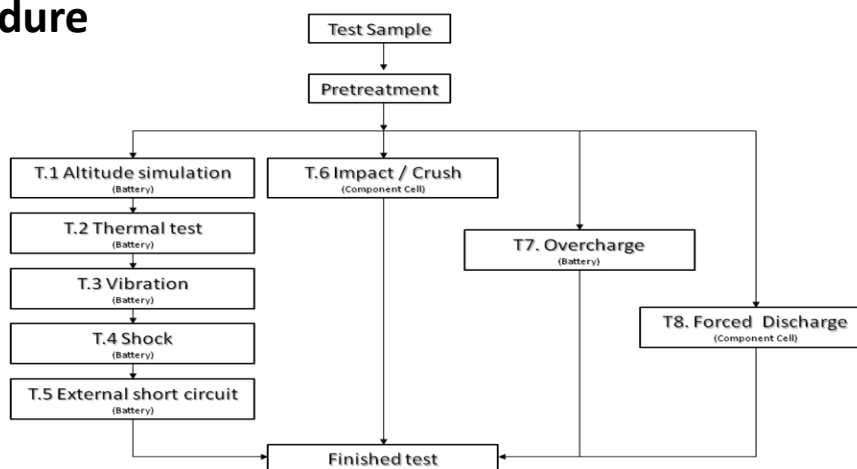 dure
Test Sample
Pretreatment
T.1 Altitude simulation
(Battery)
T.6 Impact / Crush
(Component Cell)
T.2 Thermal test
(Battery)
T7. Overcharge
(Battery)
T.3 Vibration
(Battery)
T8. Forced Discharge
(Component Cell)
T.4 Shock
(Battery)
T.5 External short circuit
(Battery)
Finished test